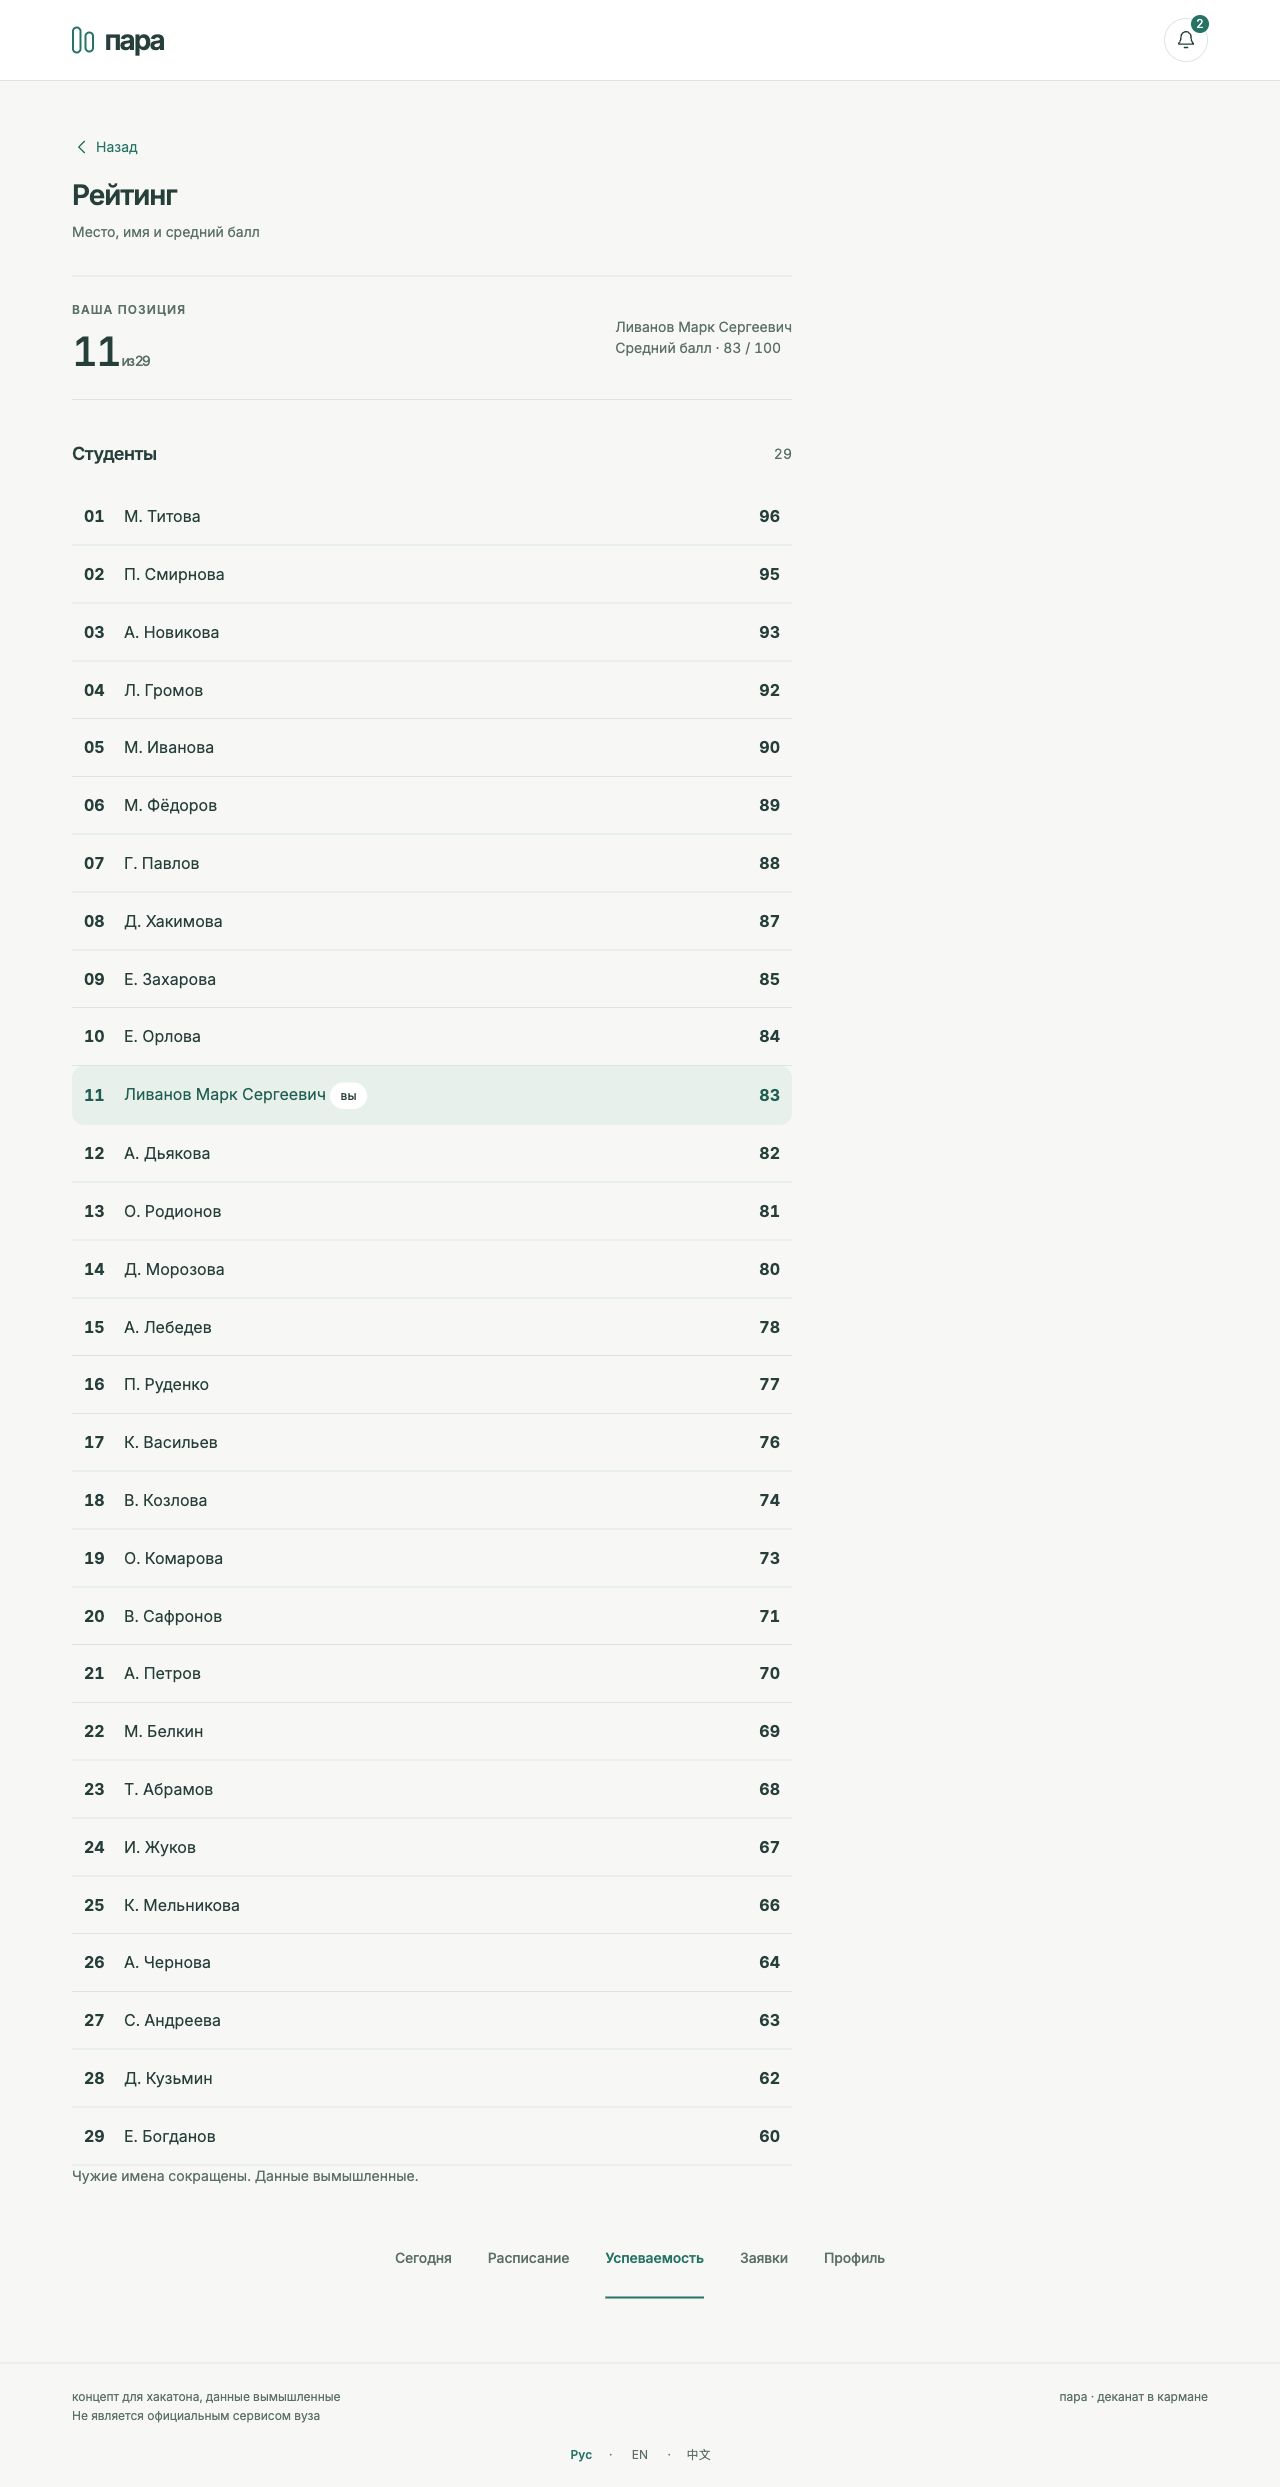 пара
2
Назад
Рейтинг
Место, имя и средний балл
ВАША ПОЗИЦИЯ
11 из 29
Ливанов Марк Сергеевич
Средний балл · 83 / 100
Студенты 29
01 М. Титова 96
02 П. Смирнова 95
03 А. Новикова 93
04 Л. Громов 92
05 М. Иванова 90
06 М. Фёдоров 89
07 Г. Павлов 88
08 Д. Хакимова 87
09 Е. Захарова 85
10 Е. Орлова 84
11 Ливанов Марк Сергеевич вы 83
12 А. Дьякова 82
13 О. Родионов 81
14 Д. Морозова 80
15 А. Лебедев 78
16 П. Руденко 77
17 К. Васильев 76
18 В. Козлова 74
19 О. Комарова 73
20 В. Сафронов 71
21 А. Петров 70
22 М. Белкин 69
23 Т. Абрамов 68
24 И. Жуков 67
25 К. Мельникова 66
26 А. Чернова 64
27 С. Андреева 63
28 Д. Кузьмин 62
29 Е. Богданов 60
Чужие имена сокращены. Данные вымышленные.
Сегодня Расписание Успеваемость Заявки Профиль
концепт для хакатона, данные вымышленные
Не является официальным сервисом вуза
пара · деканат в кармане
Рус · EN · 中文